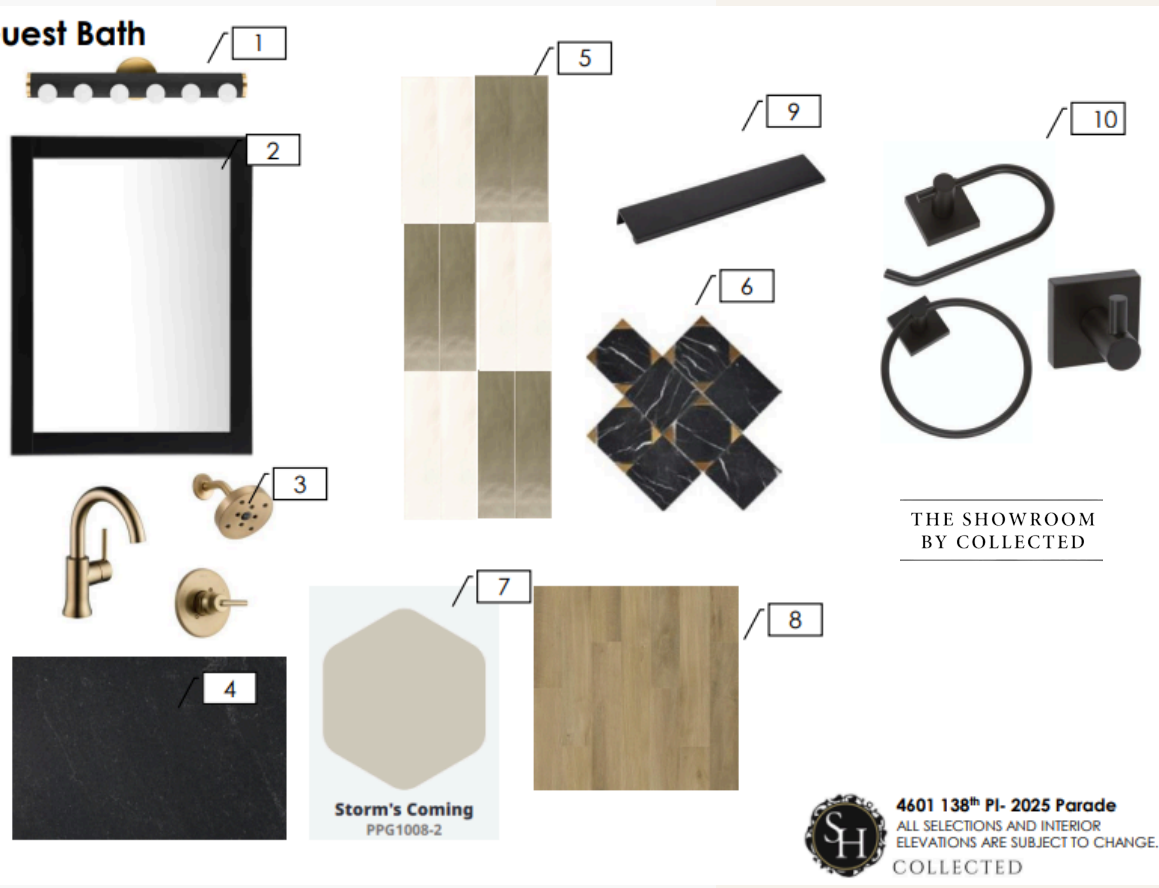 uest Bath
1
2
3
4
5
6
7
8
9
10
THE SHOWROOM
BY COLLECTED
Storm's Coming
PPG1008-2
SH
4601 138th Pl- 2025 Parade
ALL SELECTIONS AND INTERIOR
ELEVATIONS ARE SUBJECT TO CHANGE.
COLLECTED